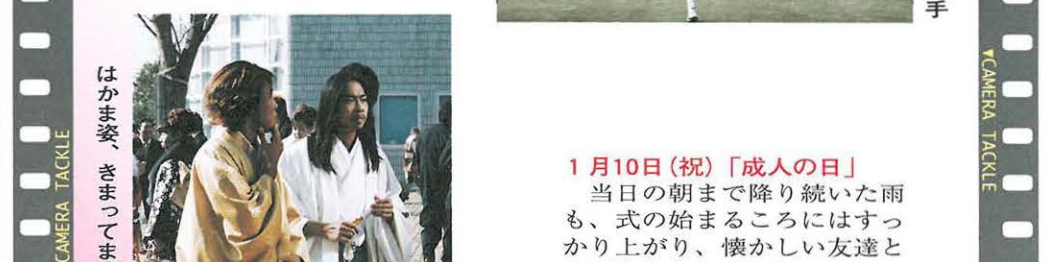 手
CAMERA TACKLE
はかま姿、きまってま
▼CAMERA TACKLE
1月10日(祝)「成人の日」
当日の朝まで降り続いた雨
も、式の始まるころにはすっ
かり上がり、懐かしい友達と